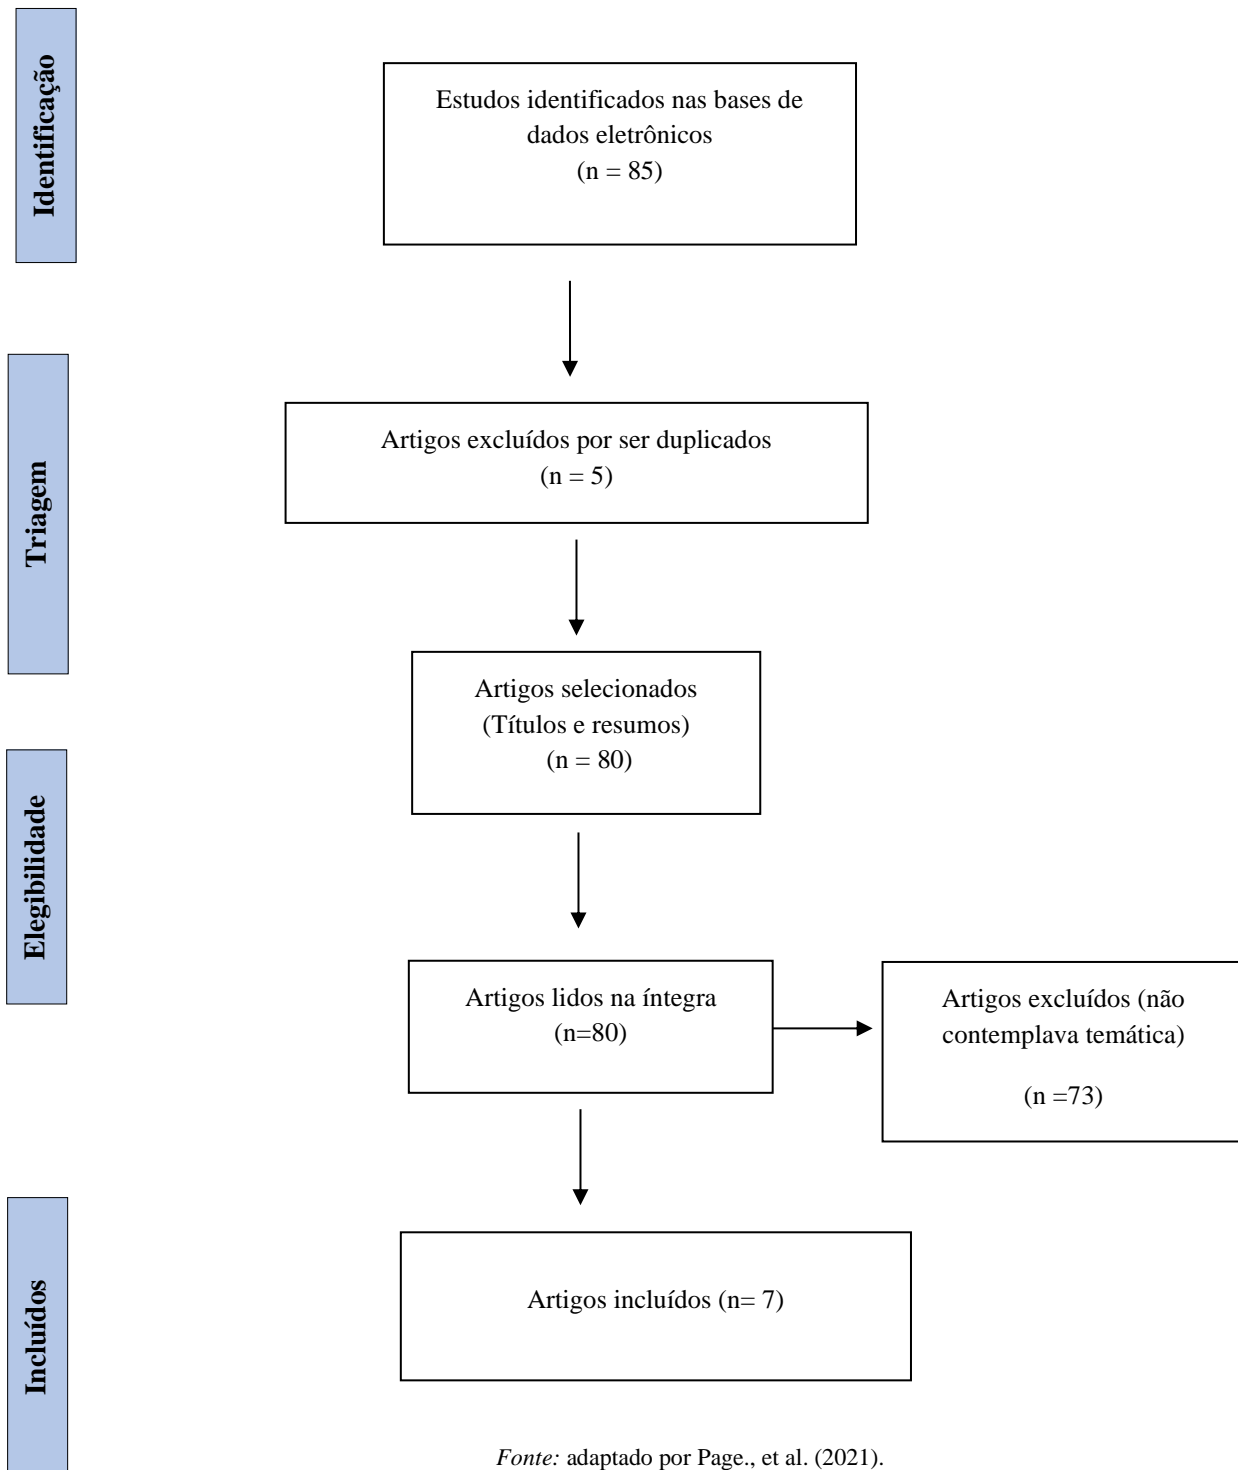 Identificação
Estudos identificados nas bases de
dados eletrônicos
(n = 85)
Triagem
Artigos excluídos por ser duplicados
(n = 5)
Artigos selecionados
(Títulos e resumos)
(n = 80)
Elegibilidade
Artigos lidos na íntegra
(n=80)
Artigos excluídos (não
contemplava temática)
(n =73)
Incluídos
Artigos incluídos (n= 7)
Fonte: adaptado por Page., et al. (2021).